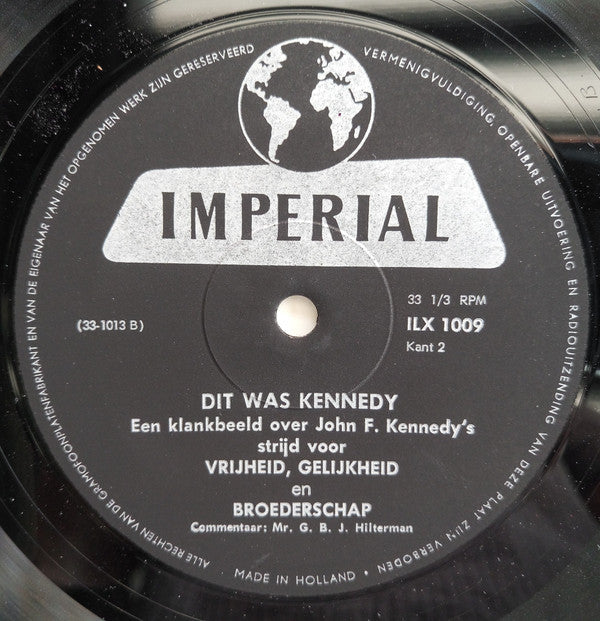 ALLE RECHTEN VAN DE GRAMOFOONPLATENFABRIKANT EN VAN DE EIGENAAR VAN HET OPGENOMEN WERK ZIJN GERESERVEERD
VERMENIGVULDIGING, OPENBARE UITVOERING EN RADIOUITZENDING VAN DEZE PLAAT ZIJN VERBODEN
IMPERIAL
33 1/3 RPM
(33-1013 B)
ILX 1009
Kant 2
DIT WAS KENNEDY
Een klankbeeld over John F. Kennedy's
strijd voor
VRIJHEID, GELIJKHEID
en
BROEDERSCHAP
Commentaar: Mr. G. B. J. Hilterman
MADE IN HOLLAND
B